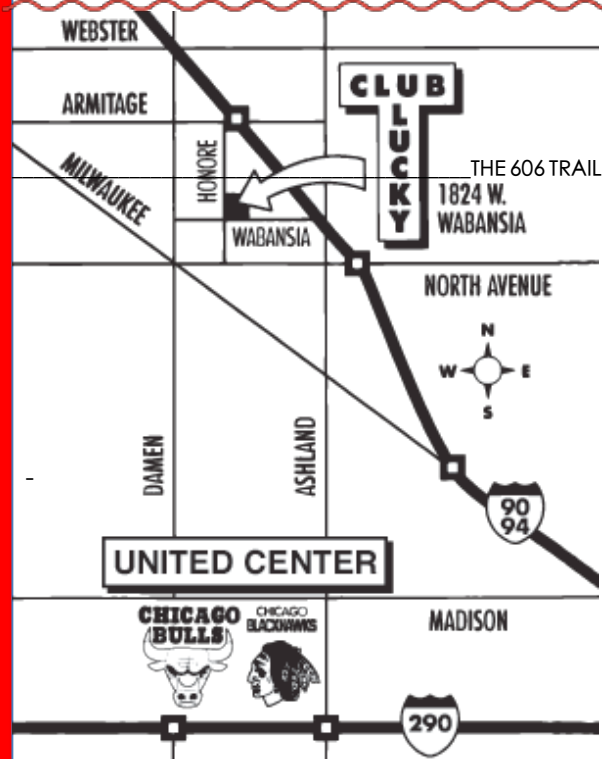 WEBSTER
ARMITAGE
MILWAUKEE
HONORE
WABANSIA
CLUB
LUCKY
THE 606 TRAIL
1824 W.
WABANSIA
NORTH AVENUE
N
W
E
S
DAMEN
ASHLAND
90
94
UNITED CENTER
CHICAGO
BULLS
CHICAGO
BLACKHAWKS
MADISON
290